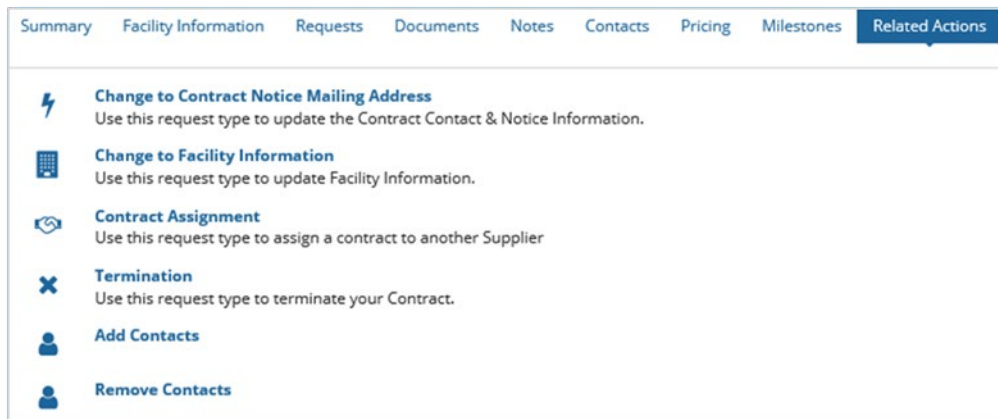 Summary Facility Information Requests Documents Notes Contacts Pricing Milestones Related Actions
Change to Contract Notice Mailing Address
Use this request type to update the Contract Contact & Notice Information.
Change to Facility Information
Use this request type to update Facility Information.
Contract Assignment
Use this request type to assign a contract to another Supplier
Termination
Use this request type to terminate your Contract.
Add Contacts
Remove Contacts